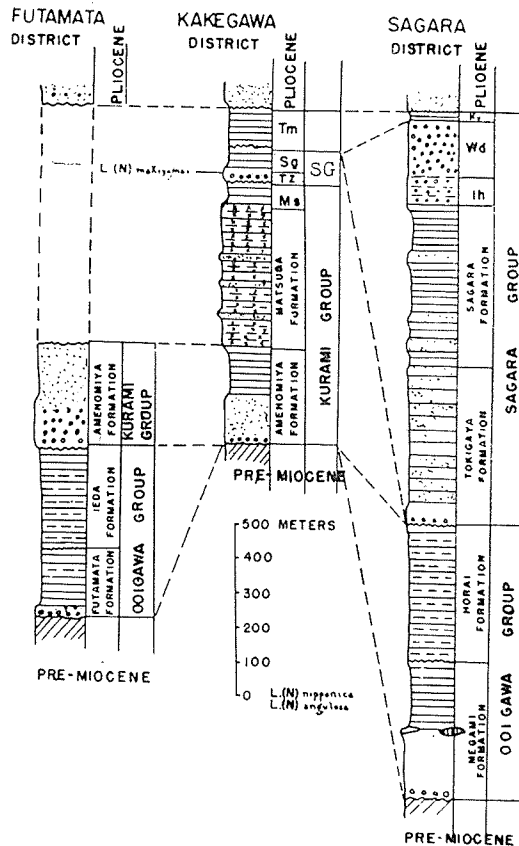 FUTAMATA
DISTRICT
PLIOCENE
L.(N) makiyamai
AMENOMIYA
FORMATION
KURAMI
GROUP
IEDA
FORMATION
FUTAMATA
FORMATION
OOIGAWA GROUP
PRE-MIOCENE
KAKEGAWA
DISTRICT
PLIOCENE
Tm
Sg
SG
Tz
Ms
MATSUBA
FORMATION
AMENOMIYA
FORMATION
KURAMI GROUP
PRE-MIOCENE
500 METERS
400
300
200
100
0
L.(N) nipponica
L.(N) angulosa
SAGARA
DISTRICT
PLIOENE
Wd
Ih
SAGARA
FORMATION
TOKIGAYA
FORMATION
SAGARA GROUP
HORAI
FORMATION
MEGAMI
FORMATION
OOIGAWA GROUP
PRE-MIOCENE